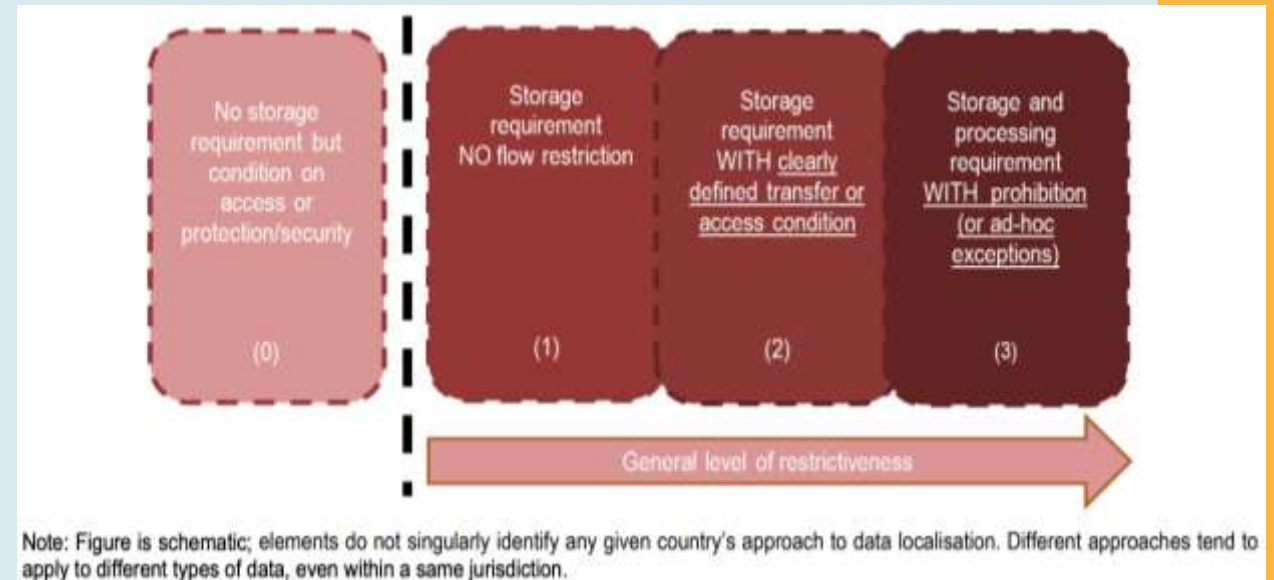 No storage
requirement but
condition on
access or
protection/security
(0)
Storage
requirement
NO flow restriction
(1)
Storage
requirement
WITH clearly
defined transfer or
access condition
(2)
Storage and
processing
requirement
WITH prohibition
(or ad-hoc
exceptions)
(3)
General level of restrictiveness
Note: Figure is schematic; elements do not singularly identify any given country's approach to data localisation. Different approaches tend to
apply to different types of data, even within a same jurisdiction.